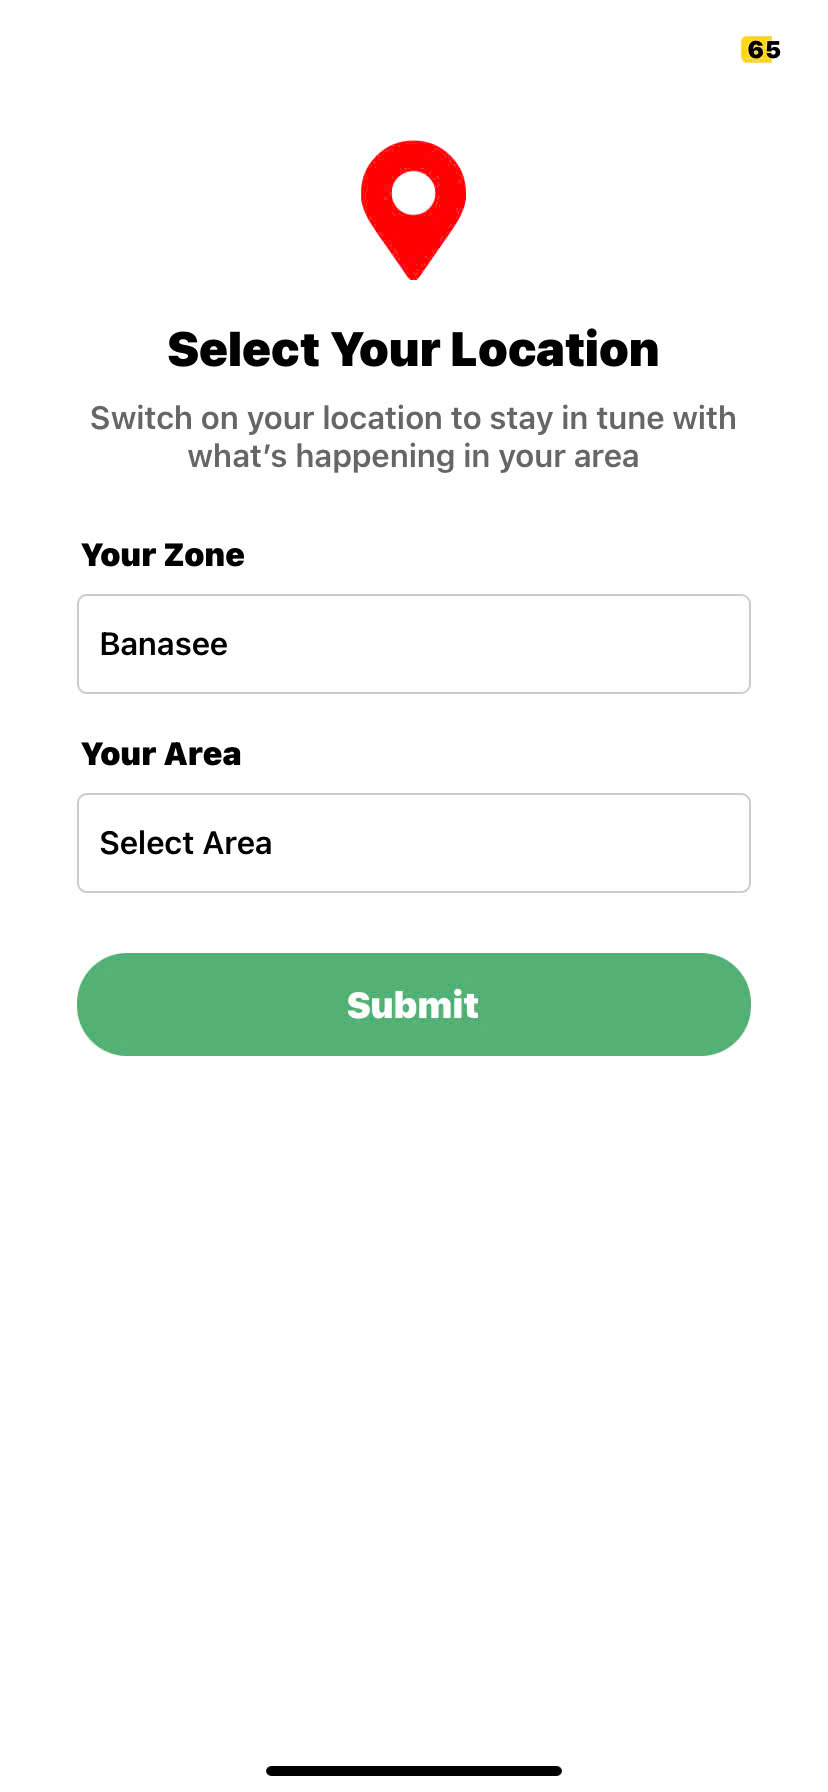 65
Select Your Location
Switch on your location to stay in tune with
what's happening in your area
Your Zone
Banasee
Your Area
Select Area
Submit